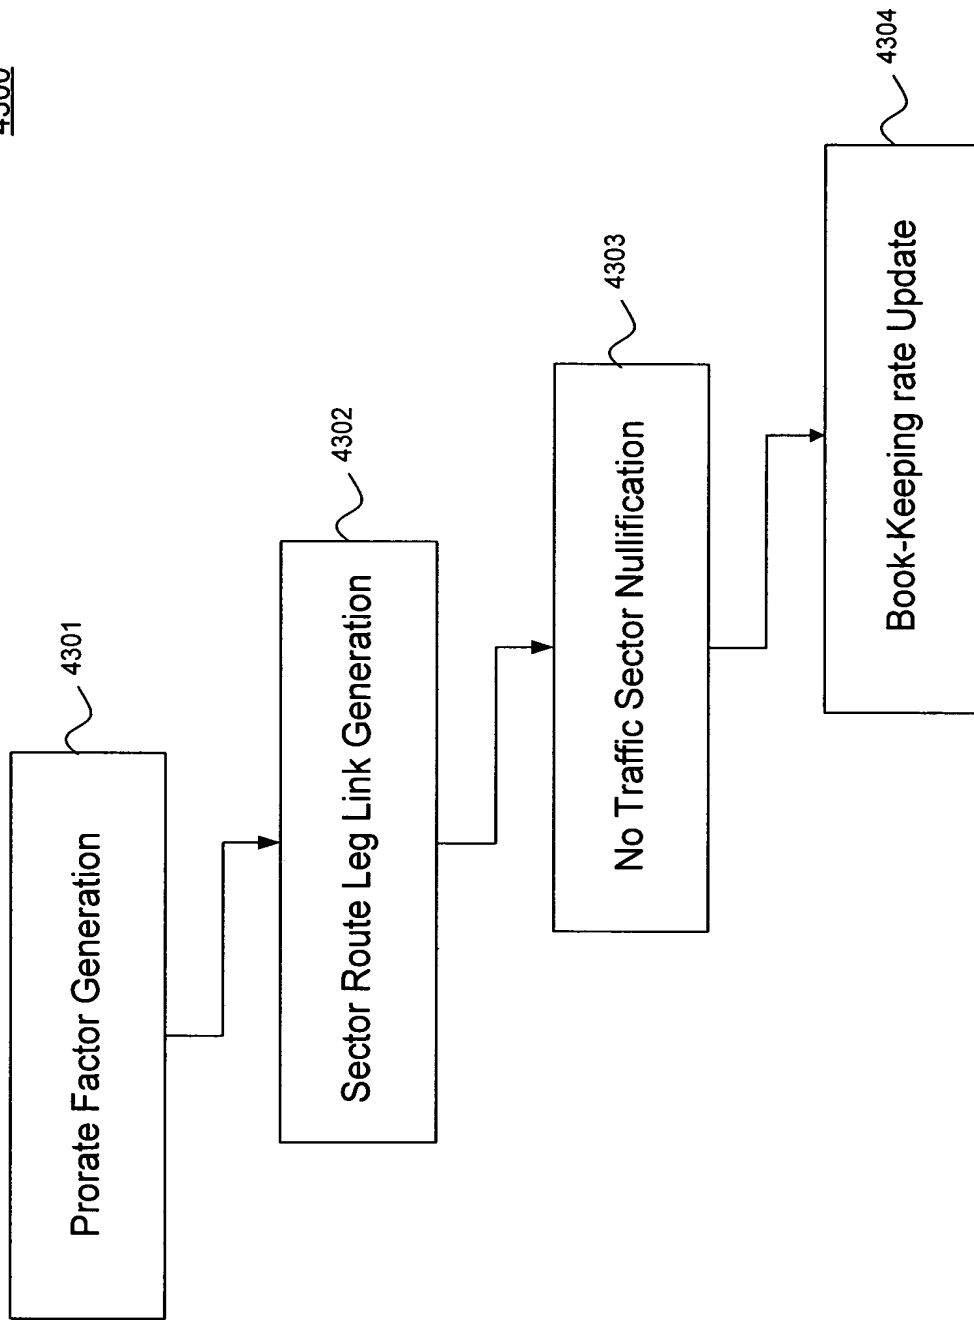 Prorate Factor Generation
4301
Sector Route Leg Link Generation
4302
No Traffic Sector Nullification
4303
Book-Keeping rate Update
4304